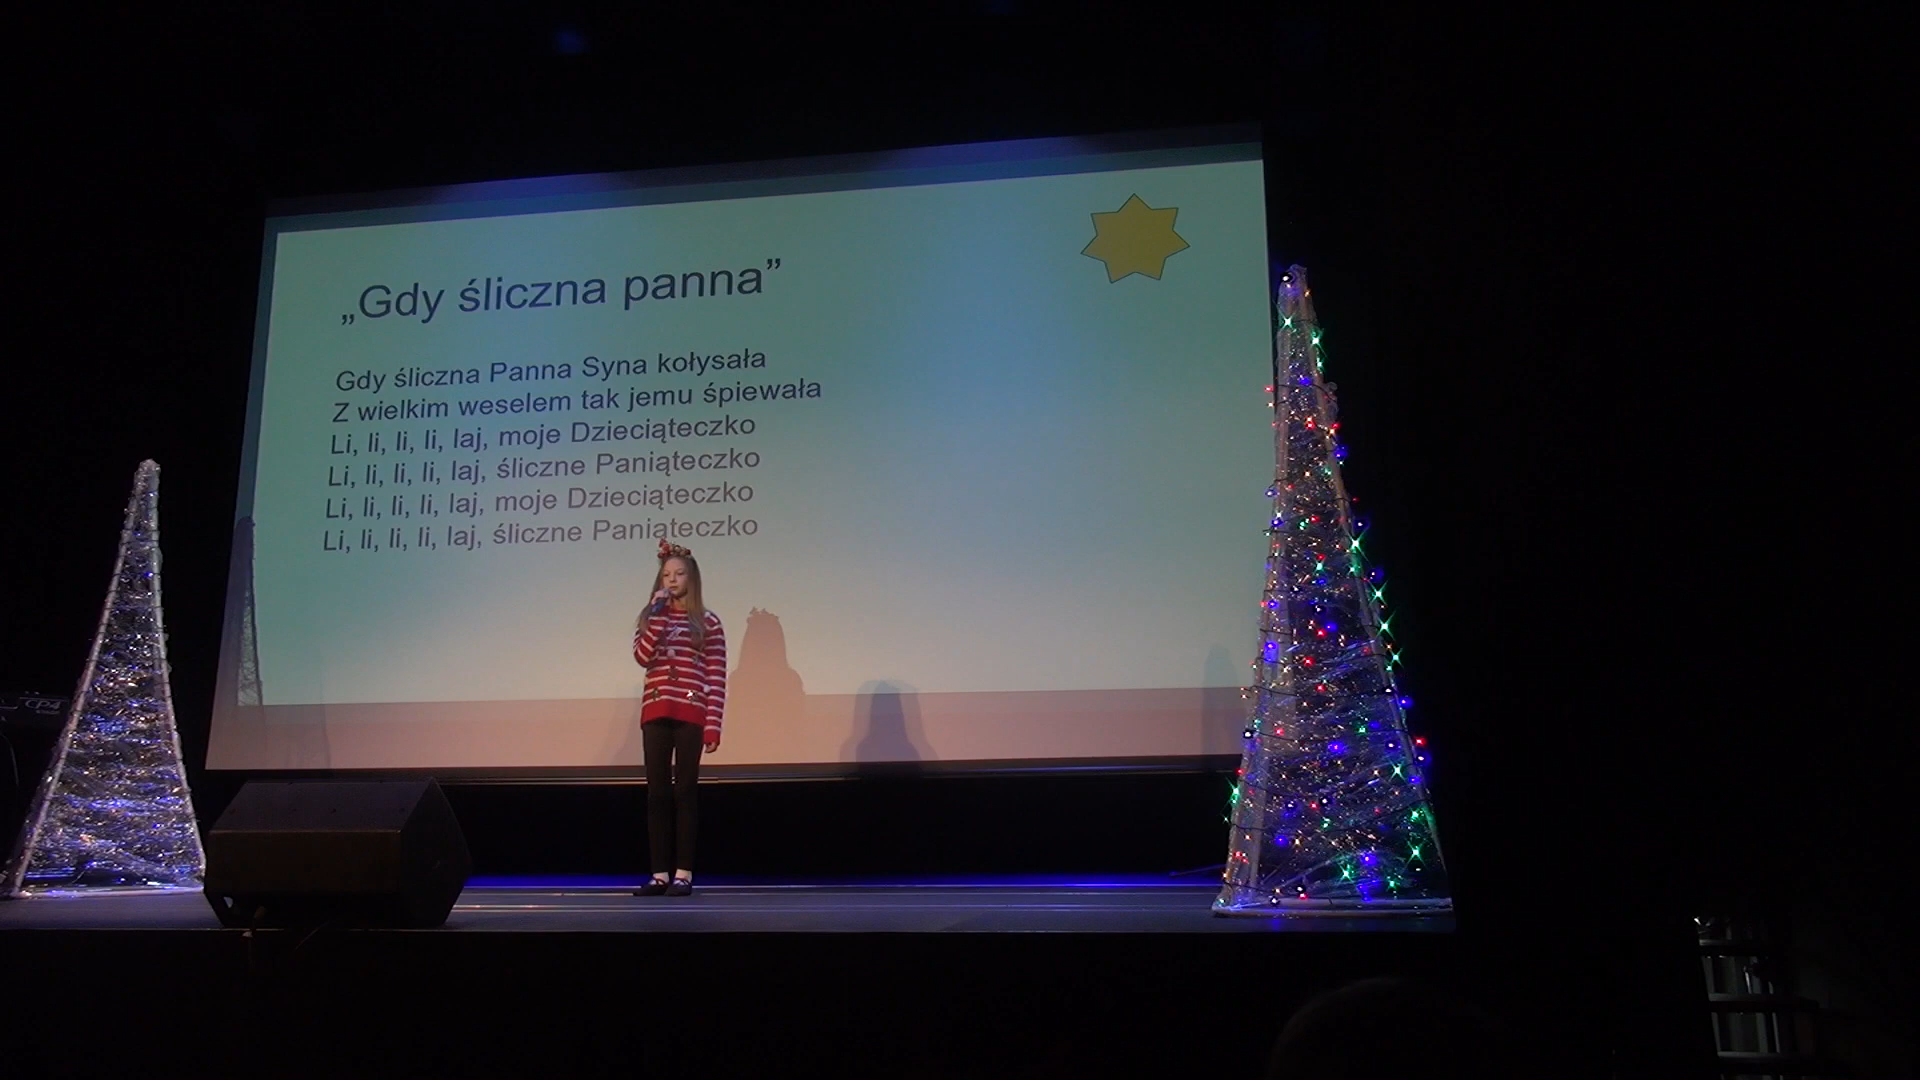 „Gdy śliczna panna”
Gdy śliczna Panna Syna kołysała
Z wielkim weselem tak jemu śpiewała
Li, li, li, li, laj, moje Dzieciąteczko
Li, li, li, li, laj, śliczne Paniąteczko
Li, li, li, li, laj, moje Dzieciąteczko
Li, li, li, li, laj, śliczne Paniąteczko
CP4